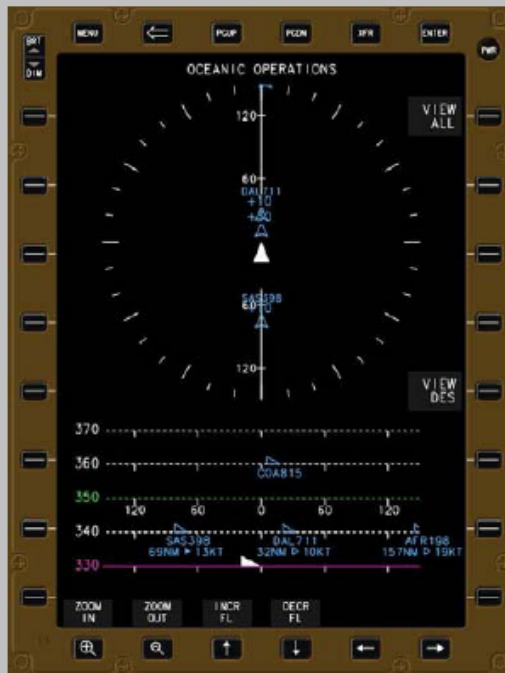 BRT
DIM
MENU
PGUP
PGDN
XFR
ENTER
PWR
OCEANIC OPERATIONS
VIEW
ALL
120
60
DAL711
+10
SAS398
60
120
VIEW
DES
370
360
COA815
350
120 60 0 60 120
340
SAS398 DAL711 AFR198
69NM ► 13KT 32NM ▷ 10KT 157NM ▷ 19KT
330
ZOOM
IN
ZOOM
OUT
INCR
FL
DECR
FL